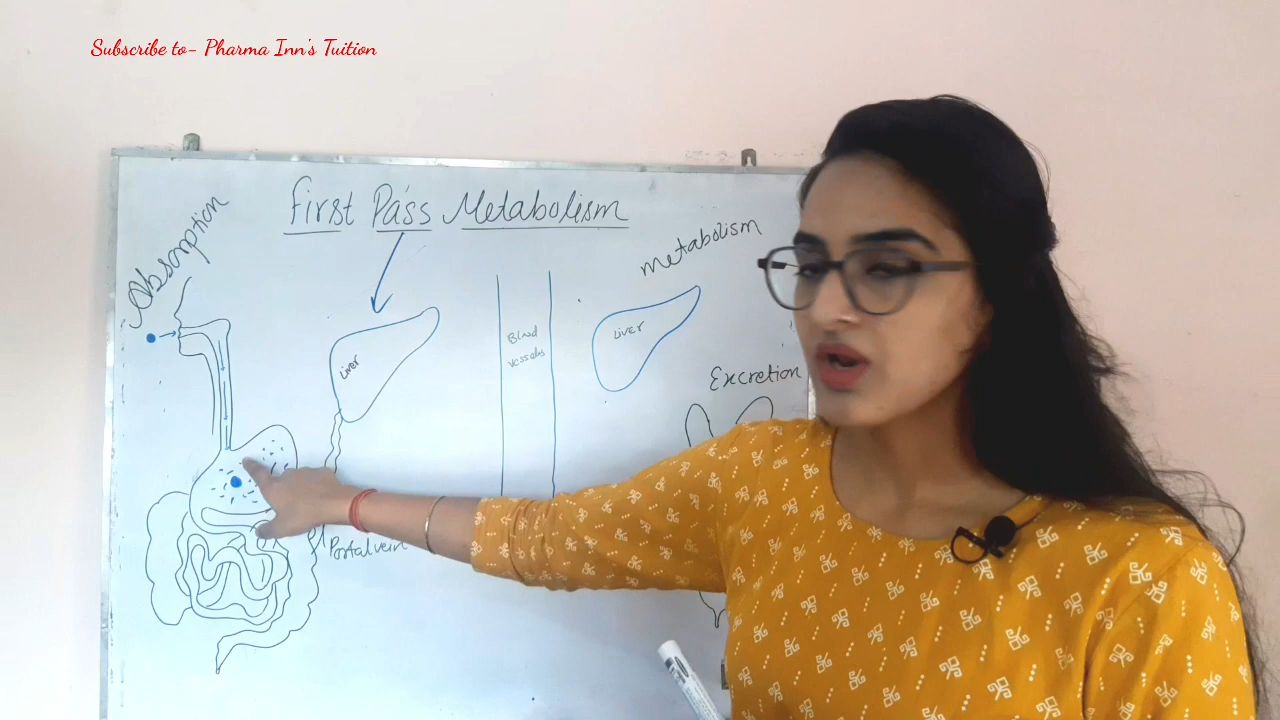 Subscribe to- Pharma Inn's Tuition
First Pass Metabolism
Absorption
Metabolism
Liver
Blood vessels
Liver
Excretion
Portal vein